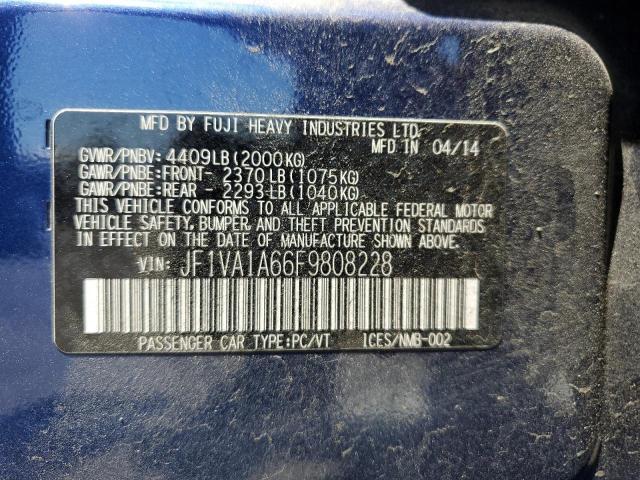 MFD BY FUJI HEAVY INDUSTRIES LTD.
MFD IN 04/14
GVWR/PNBV: 4409LB(2000KG)
GAWR/PNBE:FRONT- 2370LB(1075KG)
GAWR/PNBE:REAR - 2293LB(1040KG)
THIS VEHICLE CONFORMS TO ALL APPLICABLE FEDERAL MOTOR
VEHICLE SAFETY, BUMPER, AND THEFT PREVENTION STANDARDS
IN EFFECT ON THE DATE OF MANUFACTURE SHOWN ABOVE.
VIN: JF1VA1A66F9808228
PASSENGER CAR TYPE:PC/VT ICES/NMB-002